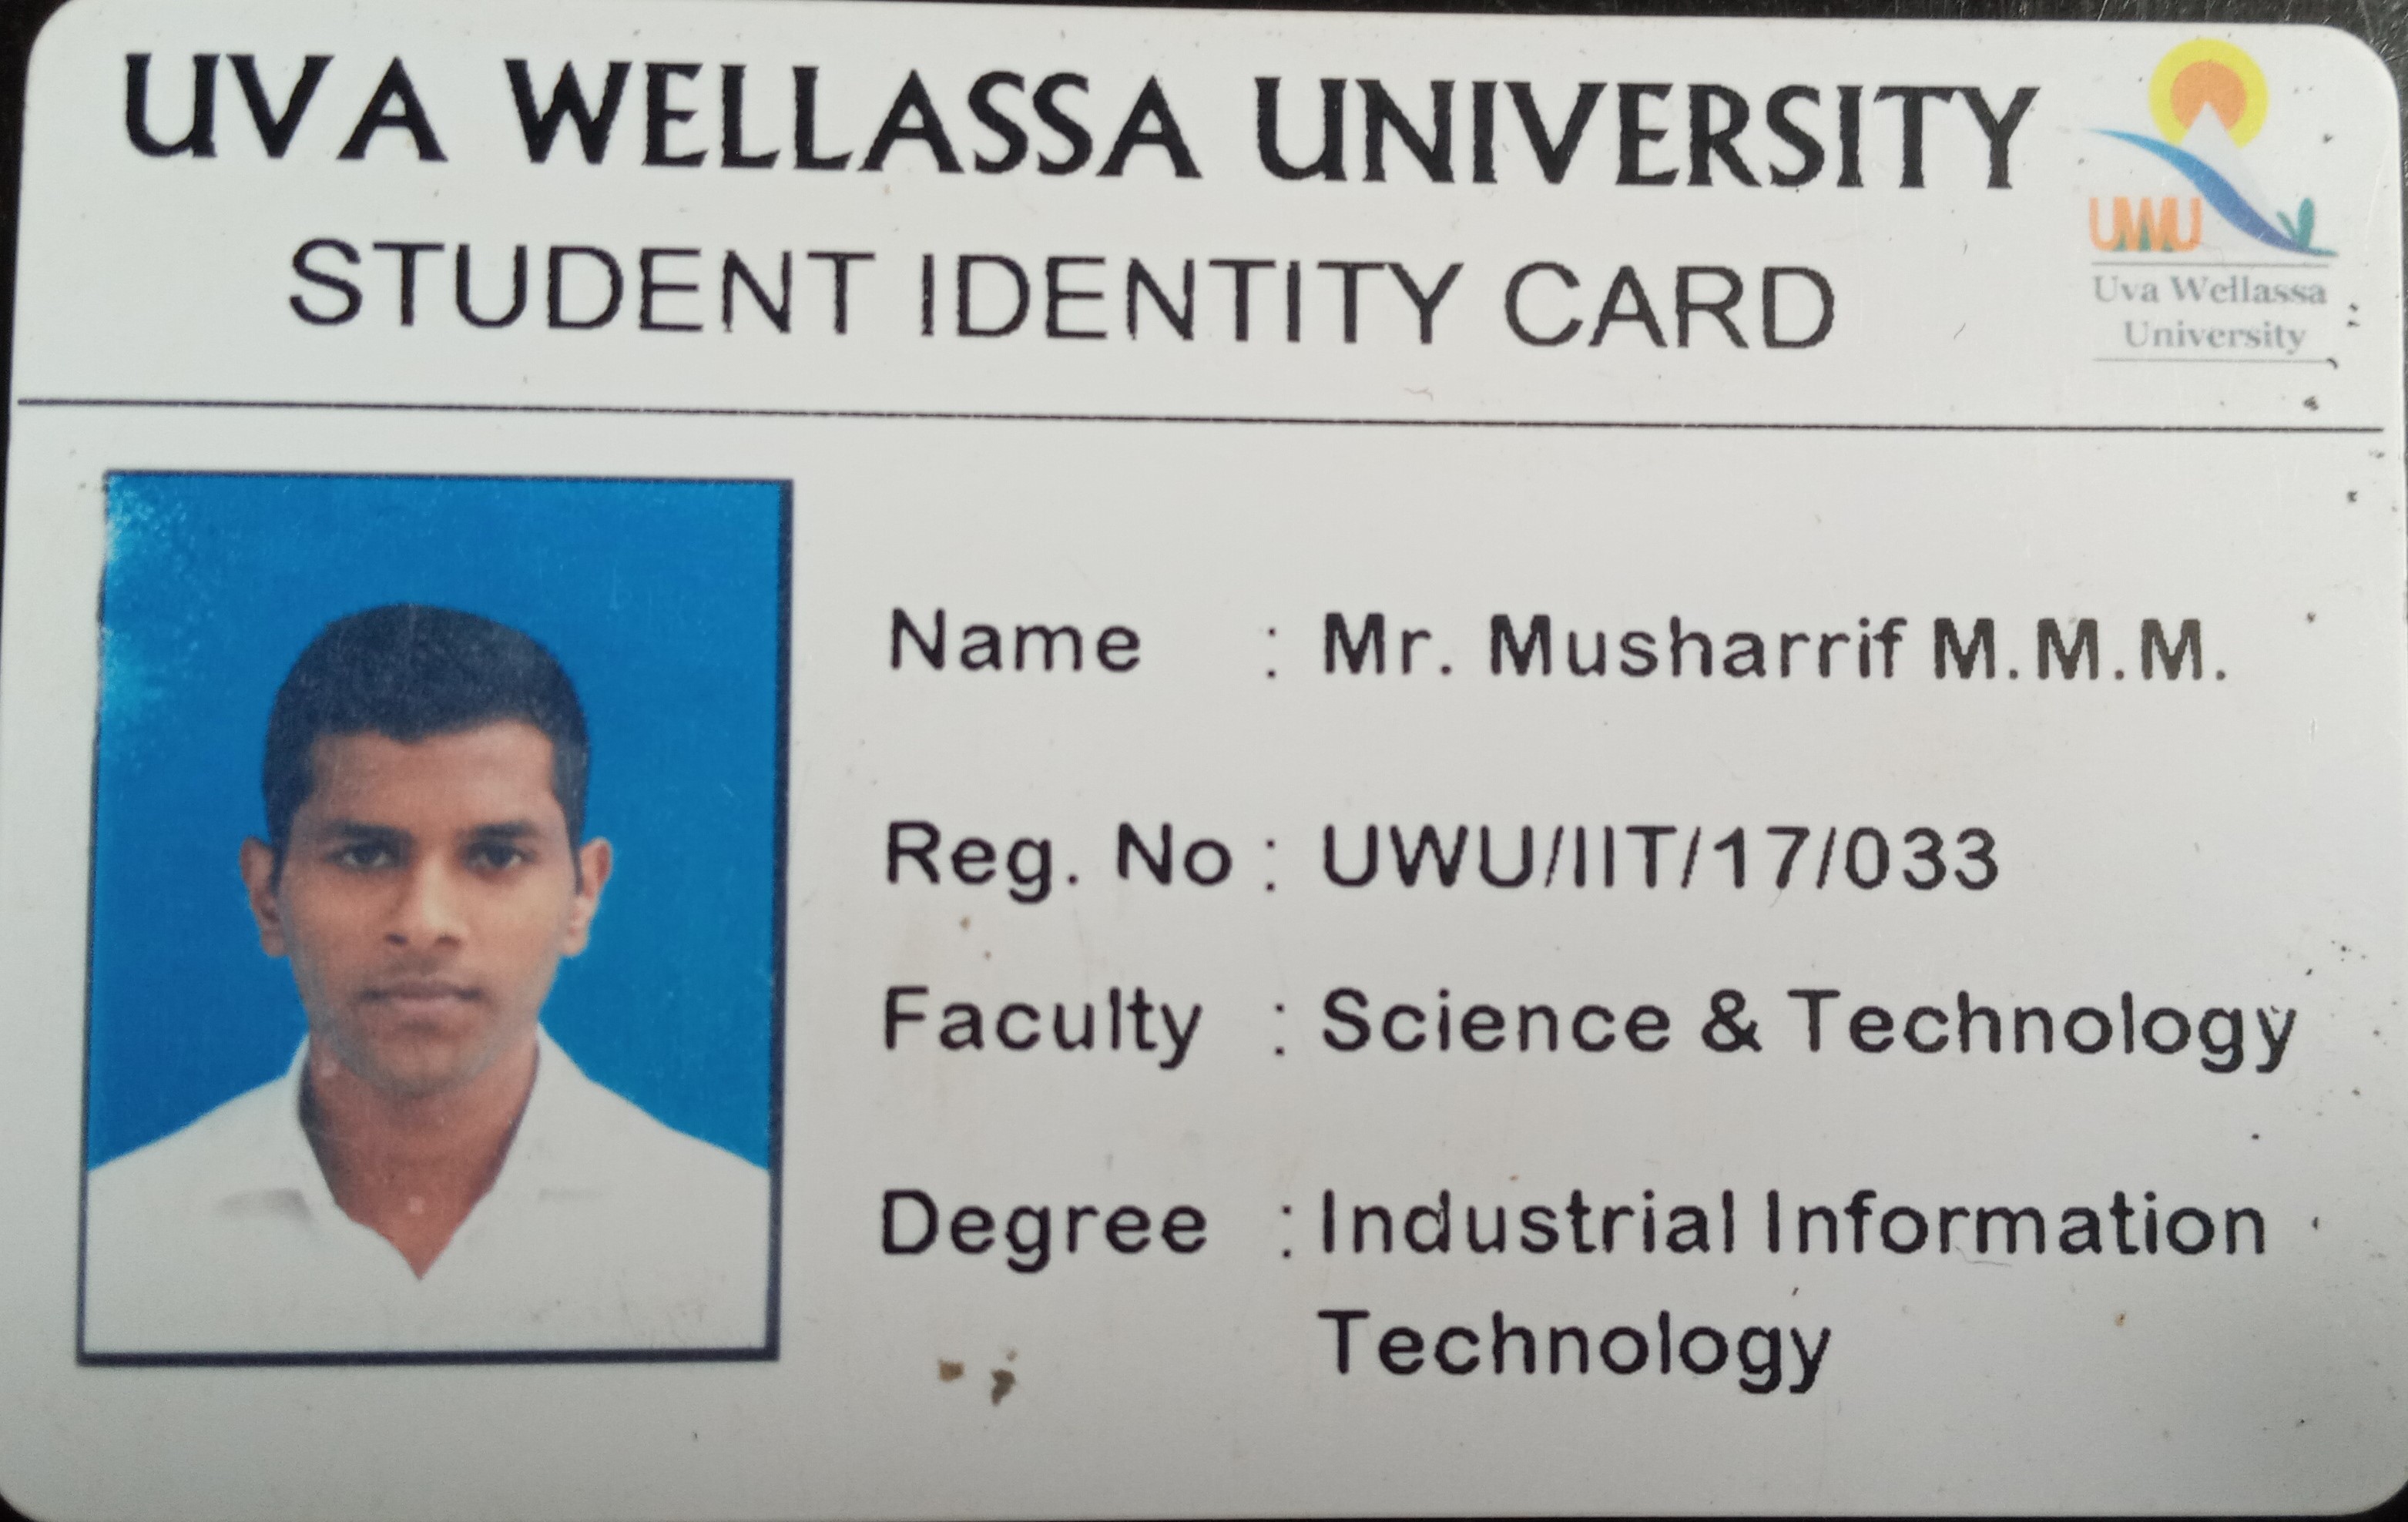 UVA WELLASSA UNIVERSITY
STUDENT IDENTITY CARD
UWU
Uva Wellassa
University
Name : Mr. Musharrif M.M.M.
Reg. No : UWU/IIT/17/033
Faculty : Science & Technology
Degree : Industrial Information
Technology